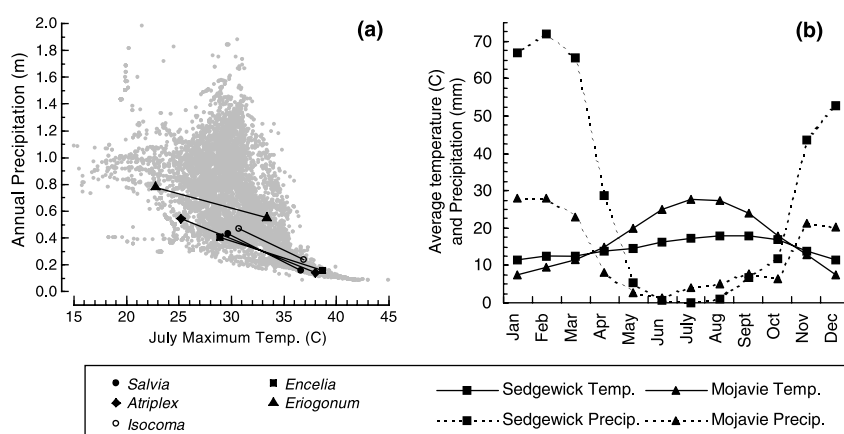 (a)
Annual Precipitation (m)
2.0
1.8
1.6
1.4
1.2
1.0
0.8
0.6
0.4
0.2
0.0
15 20 25 30 35 40 45
July Maximum Temp. (C)
(b)
Average temperature (C)
and Precipitation (mm)
70
60
50
40
30
20
10
0
Jan Feb Mar Apr May Jun July Aug Sept Oct Nov Dec
Salvia
Atriplex
Isocoma
Encelia
Eriogonum
Sedgewick Temp.
Mojavie Temp.
Sedgewick Precip.
Mojavie Precip.